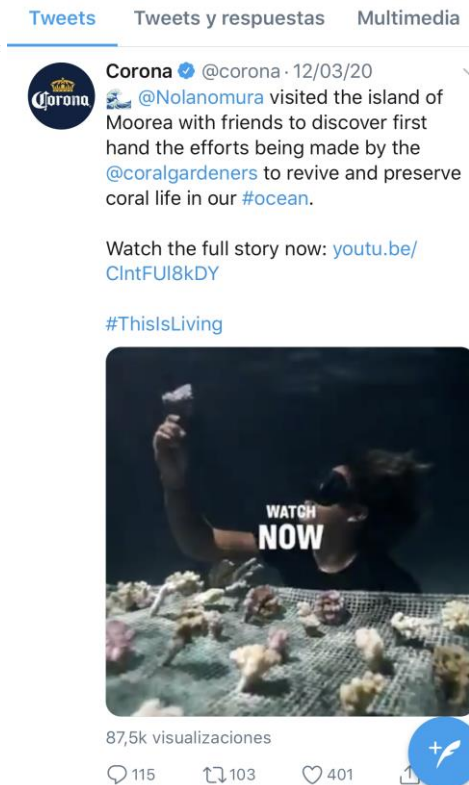 Tweets Tweets y respuestas Multimedia
Corona @corona · 12/03/20
Corona
🌊 @Nolanomura visited the island of
Moorea with friends to discover first
hand the efforts being made by the
@coralgardeners to revive and preserve
coral life in our #ocean.
Watch the full story now: youtu.be/
ClntFUI8kDY
#ThisIsLiving
WATCH
NOW
87,5k visualizaciones
115 103 401